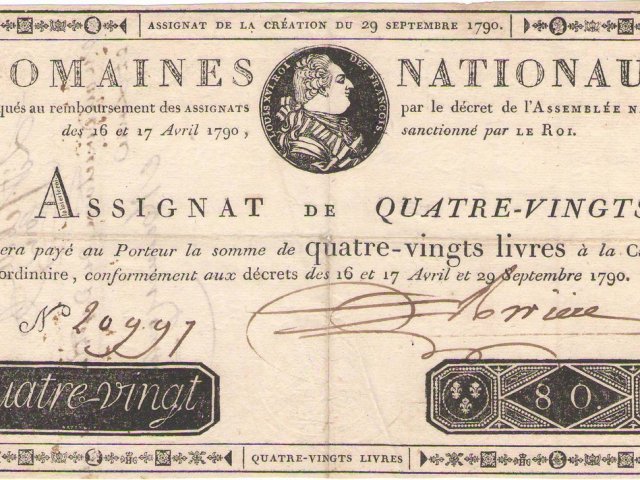 ASSIGNAT DE LA CRÉATION DU 29 SEPTEMBRE 1790.
OMAINES NATIONAU
LOUIS XVI ROI DES FRANÇOIS
qués au remboursement des ASSIGNATS par le décret de l'ASSEMBLÉE N
des 16 et 17 Avril 1790, sanctionné par LE ROI.
ASSIGNAT DE QUATRE-VINGTS
era payé au Porteur la somme de quatre-vingts livres à la C
ordinaire, conformément aux décrets des 16 et 17 Avril et 29 Septembre 1790.
N.º 20997
uatre-vingt 80.
QUATRE-VINGTS LIVRES